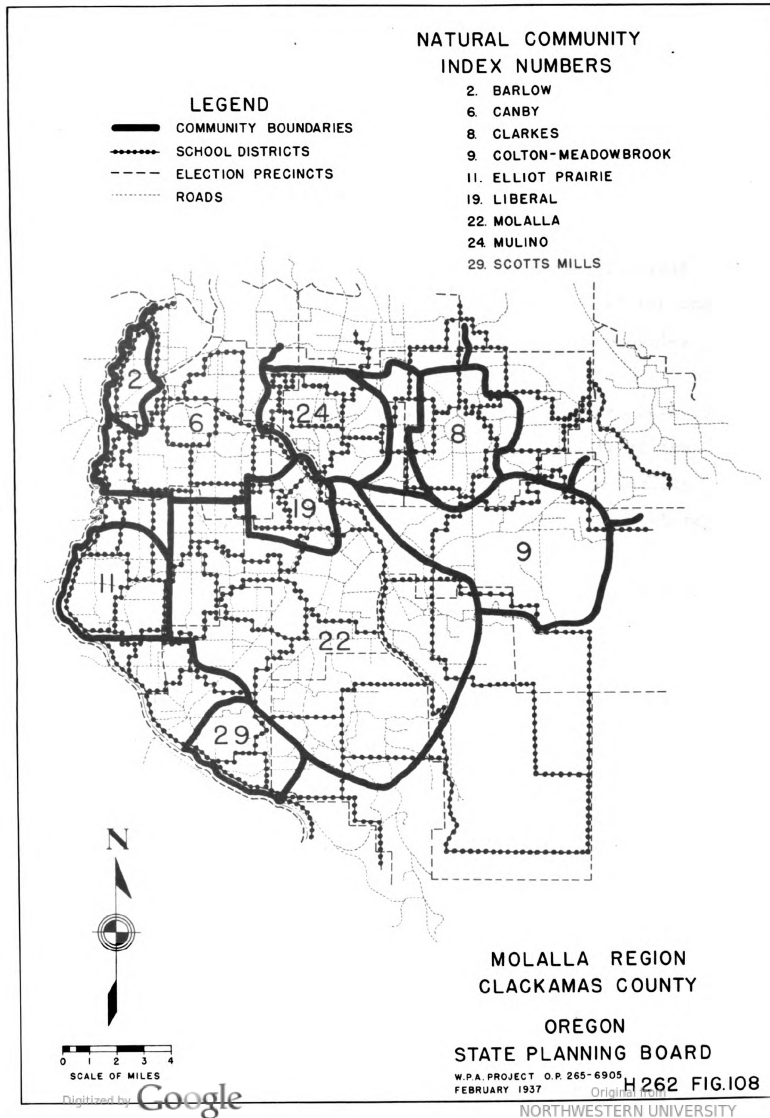 NATURAL COMMUNITY
INDEX NUMBERS
2. BARLOW
6. CANBY
8. CLARKES
9. COLTON-MEADOWBROOK
11. ELLIOT PRAIRIE
19. LIBERAL
22. MOLALLA
24. MULINO
29. SCOTTS MILLS
LEGEND
COMMUNITY BOUNDARIES
SCHOOL DISTRICTS
ELECTION PRECINCTS
ROADS
2
6
24
8
19
9
11
22
29
N
0 1 2 3 4
SCALE OF MILES
MOLALLA REGION
CLACKAMAS COUNTY
OREGON
STATE PLANNING BOARD
W.P.A. PROJECT O.P. 265-6905
FEBRUARY 1937
H 262 FIG.108
Digitized by Google
Original from
NORTHWESTERN UNIVERSITY